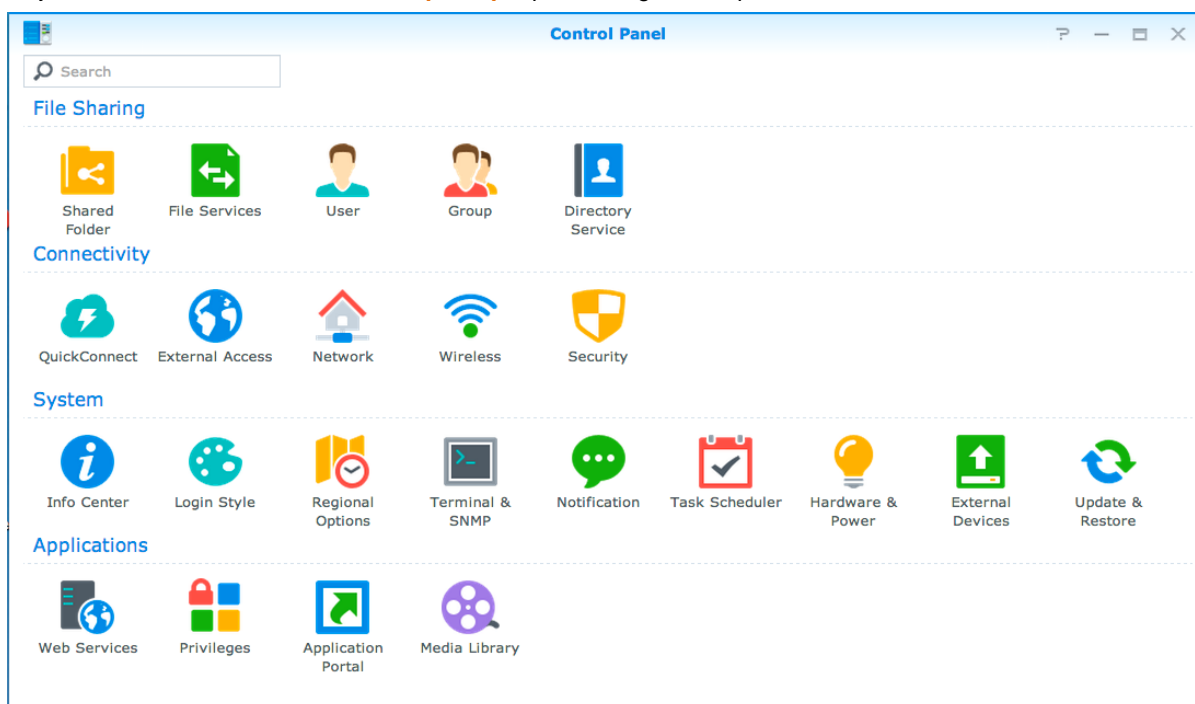 Control Panel
Search
File Sharing
Shared Folder
File Services
User
Group
Directory Service
Connectivity
QuickConnect
External Access
Network
Wireless
Security
System
Info Center
Login Style
Regional Options
Terminal & SNMP
Notification
Task Scheduler
Hardware & Power
External Devices
Update & Restore
Applications
Web Services
Privileges
Application Portal
Media Library